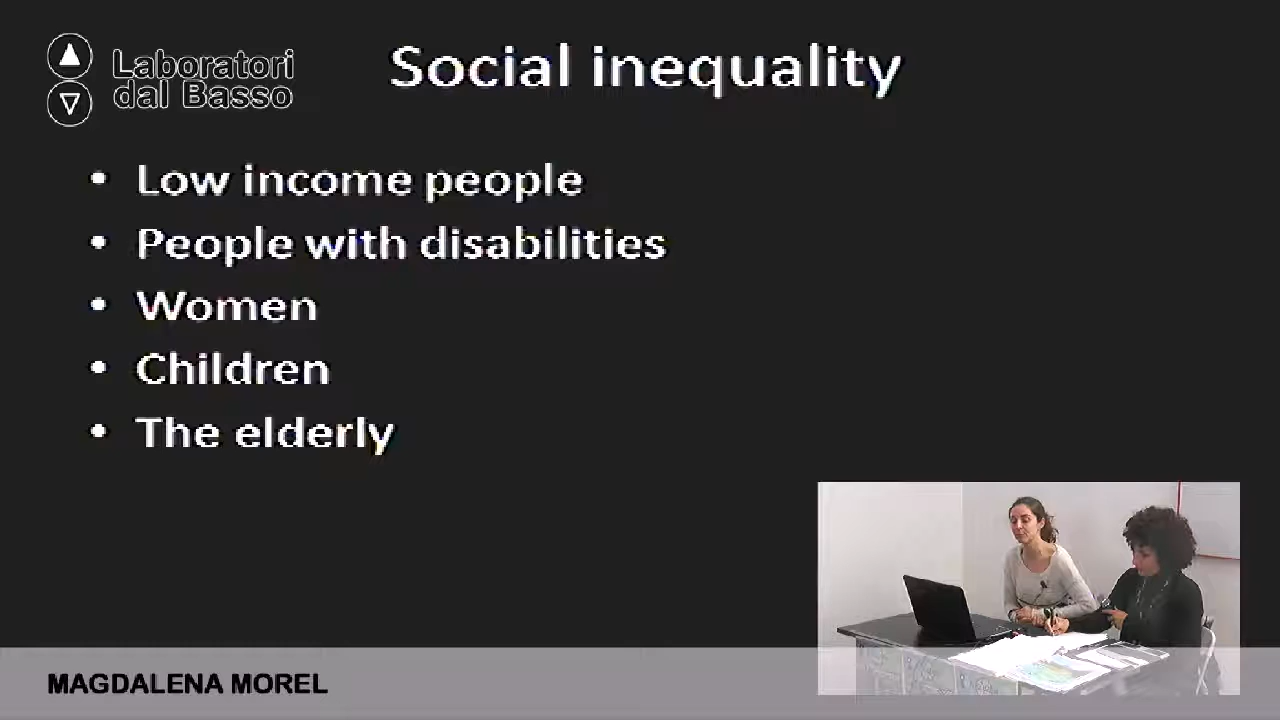 Laboratori
dal Basso
Social inequality
• Low income people
• People with disabilities
• Women
• Children
• The elderly
MAGDALENA MOREL